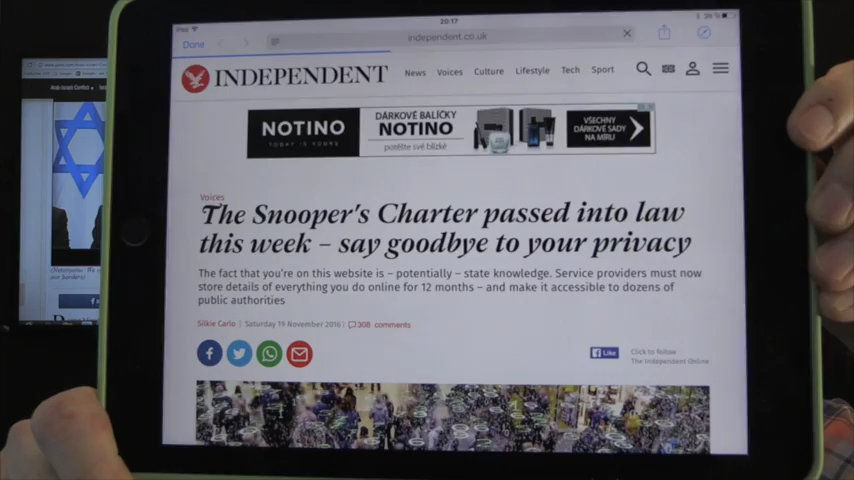 iPad
20:17
Done
independent.co.uk
INDEPENDENT
News Voices Culture Lifestyle Tech Sport
NOTINO
TODAY IS YOURS
DÁRKOVÉ BALÍČKY
NOTINO
potěšte své blízké
VŠECHNY
DÁRKOVÉ SADY
NA MÍRU
Voices
The Snooper's Charter passed into law
this week – say goodbye to your privacy
The fact that you're on this website is – potentially – state knowledge. Service providers must now
store details of everything you do online for 12 months – and make it accessible to dozens of
public authorities
Silkie Carlo | Saturday 19 November 2016 | 308 comments
Like
Click to follow
The Independent Online